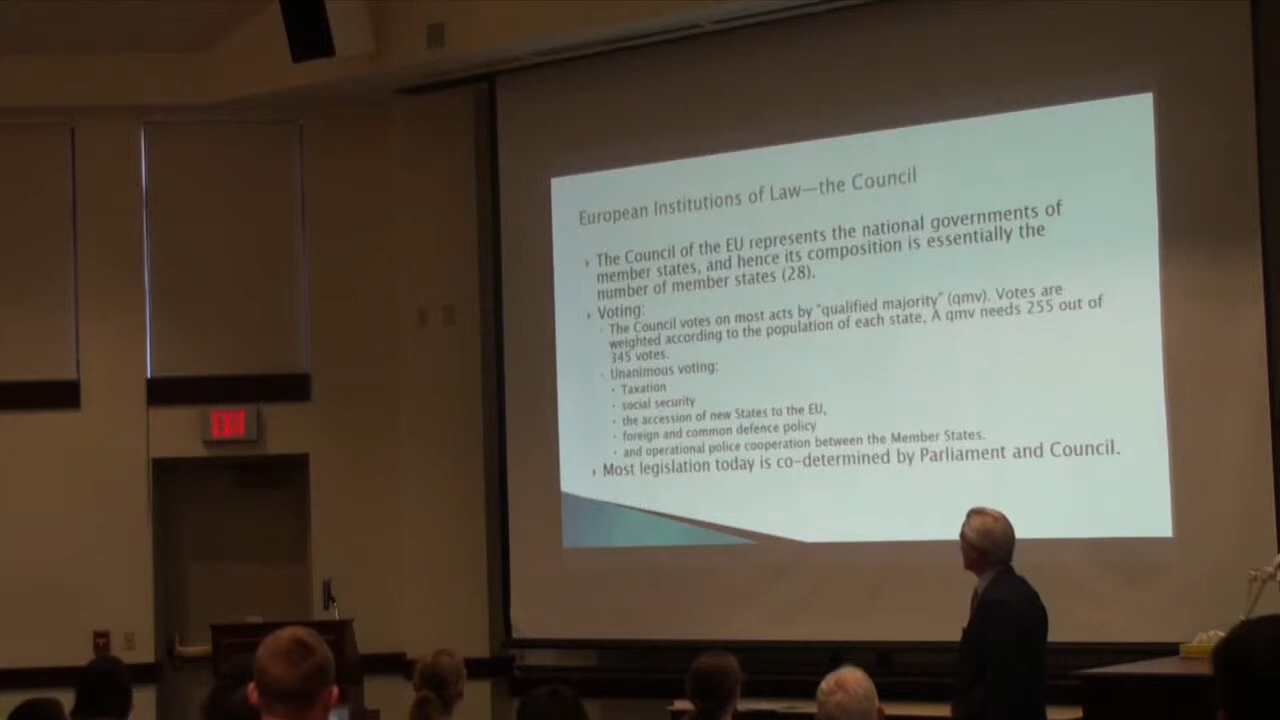 European Institutions of Law—the Council
The Council of the EU represents the national governments of
member states, and hence its composition is essentially the
number of member states (28).
Voting:
The Council votes on most acts by "qualified majority" (qmv). Votes are
weighted according to the population of each state. A qmv needs 255 out of
345 votes.
Unanimous voting:
Taxation
social security
the accession of new States to the EU,
foreign and common defence policy
and operational police cooperation between the Member States.
Most legislation today is co-determined by Parliament and Council.
EXIT